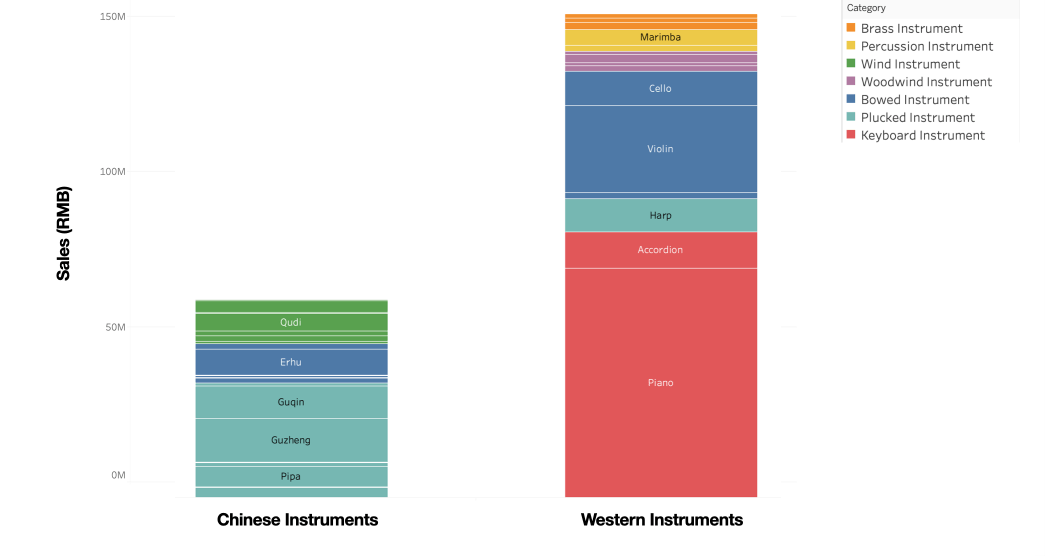 150M
100M
50M
0M
Sales (RMB)
Qudi
Erhu
Guqin
Guzheng
Pipa
Marimba
Cello
Violin
Harp
Accordion
Piano
Chinese Instruments
Western Instruments
Category
Brass Instrument
Percussion Instrument
Wind Instrument
Woodwind Instrument
Bowed Instrument
Plucked Instrument
Keyboard Instrument